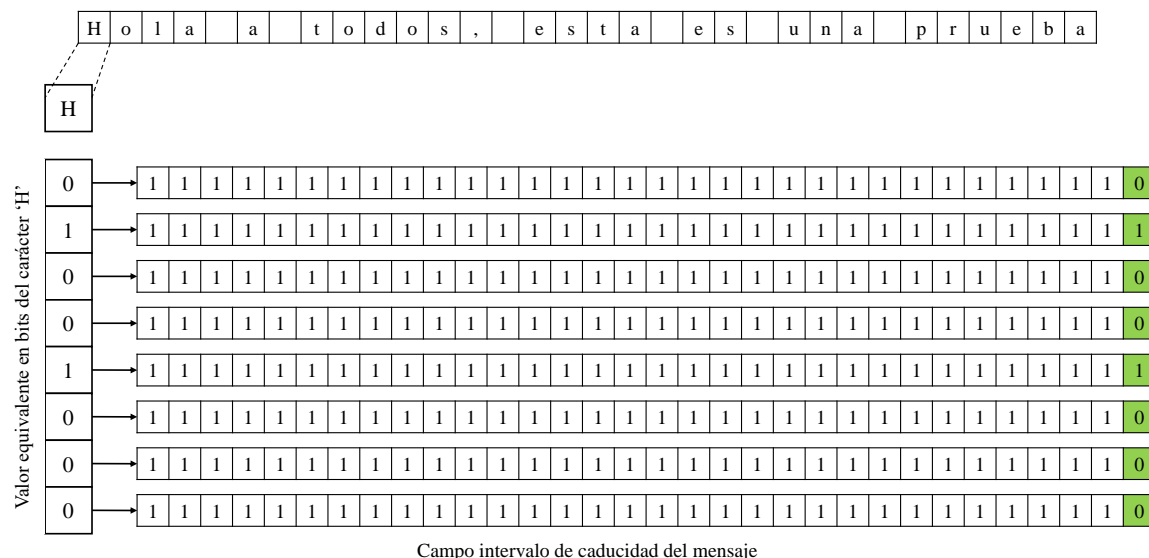 H o l a   a   t o d o s ,   e s t a   e s   u n a   p r u e b a
H
Valor equivalente en bits del carácter ‘H’
0 1 1 1 1 1 1 1 1 1 1 1 1 1 1 1 1 1 1 1 1 1 1 1 1 1 1 1 1 1 1 1 0
1 1 1 1 1 1 1 1 1 1 1 1 1 1 1 1 1 1 1 1 1 1 1 1 1 1 1 1 1 1 1 1 1
0 1 1 1 1 1 1 1 1 1 1 1 1 1 1 1 1 1 1 1 1 1 1 1 1 1 1 1 1 1 1 1 0
0 1 1 1 1 1 1 1 1 1 1 1 1 1 1 1 1 1 1 1 1 1 1 1 1 1 1 1 1 1 1 1 0
1 1 1 1 1 1 1 1 1 1 1 1 1 1 1 1 1 1 1 1 1 1 1 1 1 1 1 1 1 1 1 1 1
0 1 1 1 1 1 1 1 1 1 1 1 1 1 1 1 1 1 1 1 1 1 1 1 1 1 1 1 1 1 1 1 0
0 1 1 1 1 1 1 1 1 1 1 1 1 1 1 1 1 1 1 1 1 1 1 1 1 1 1 1 1 1 1 1 0
0 1 1 1 1 1 1 1 1 1 1 1 1 1 1 1 1 1 1 1 1 1 1 1 1 1 1 1 1 1 1 1 0
Campo intervalo de caducidad del mensaje